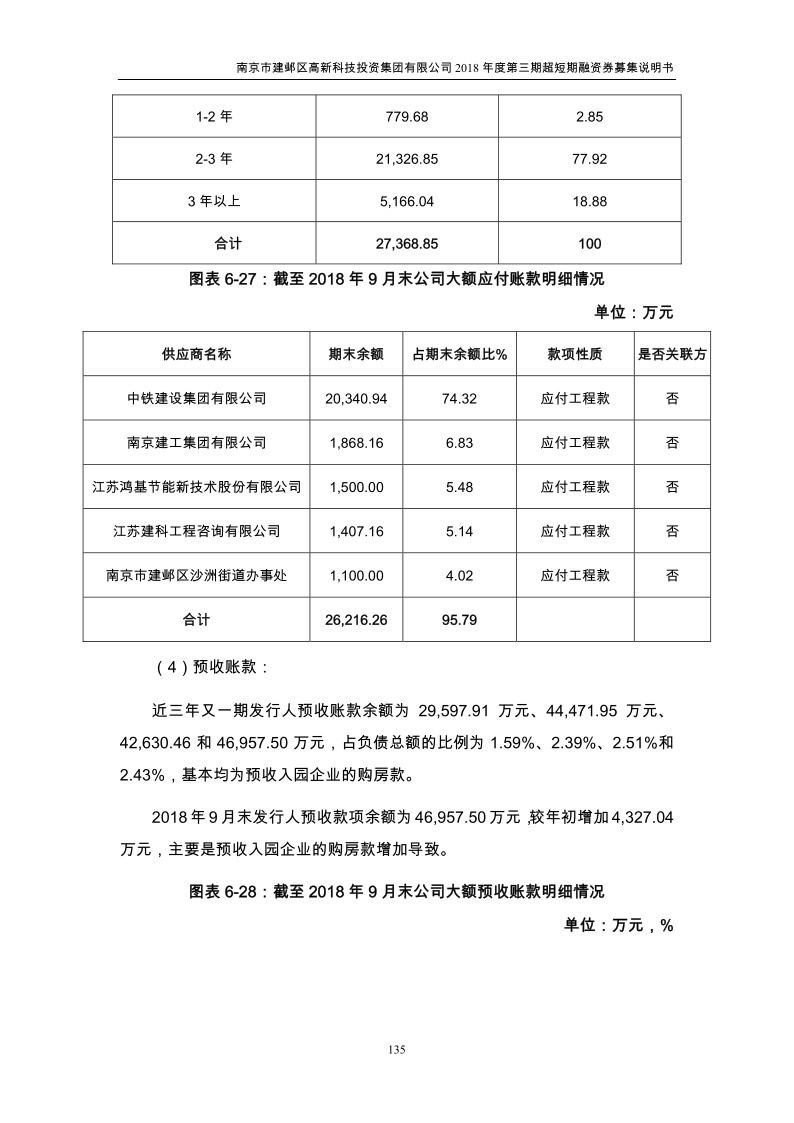 南京市建邺区高新科技投资集团有限公司 2018 年度第三期超短期融资券募集说明书
1-2 年 779.68 2.85
2-3 年 21,326.85 77.92
3 年以上 5,166.04 18.88
合计 27,368.85 100
图表 6-27：截至 2018 年 9 月末公司大额应付账款明细情况
单位：万元
供应商名称 期末余额 占期末余额比% 款项性质 是否关联方
中铁建设集团有限公司 20,340.94 74.32 应付工程款 否
南京建工集团有限公司 1,868.16 6.83 应付工程款 否
江苏鸿基节能新技术股份有限公司 1,500.00 5.48 应付工程款 否
江苏建科工程咨询有限公司 1,407.16 5.14 应付工程款 否
南京市建邺区沙洲街道办事处 1,100.00 4.02 应付工程款 否
合计 26,216.26 95.79
（4）预收账款：
近三年又一期发行人预收账款余额为 29,597.91 万元、44,471.95 万元、
42,630.46 和 46,957.50 万元，占负债总额的比例为 1.59%、2.39%、2.51%和
2.43%，基本均为预收入园企业的购房款。
2018 年 9 月末发行人预收款项余额为 46,957.50 万元，较年初增加 4,327.04
万元，主要是预收入园企业的购房款增加导致。
图表 6-28：截至 2018 年 9 月末公司大额预收账款明细情况
单位：万元，%
135